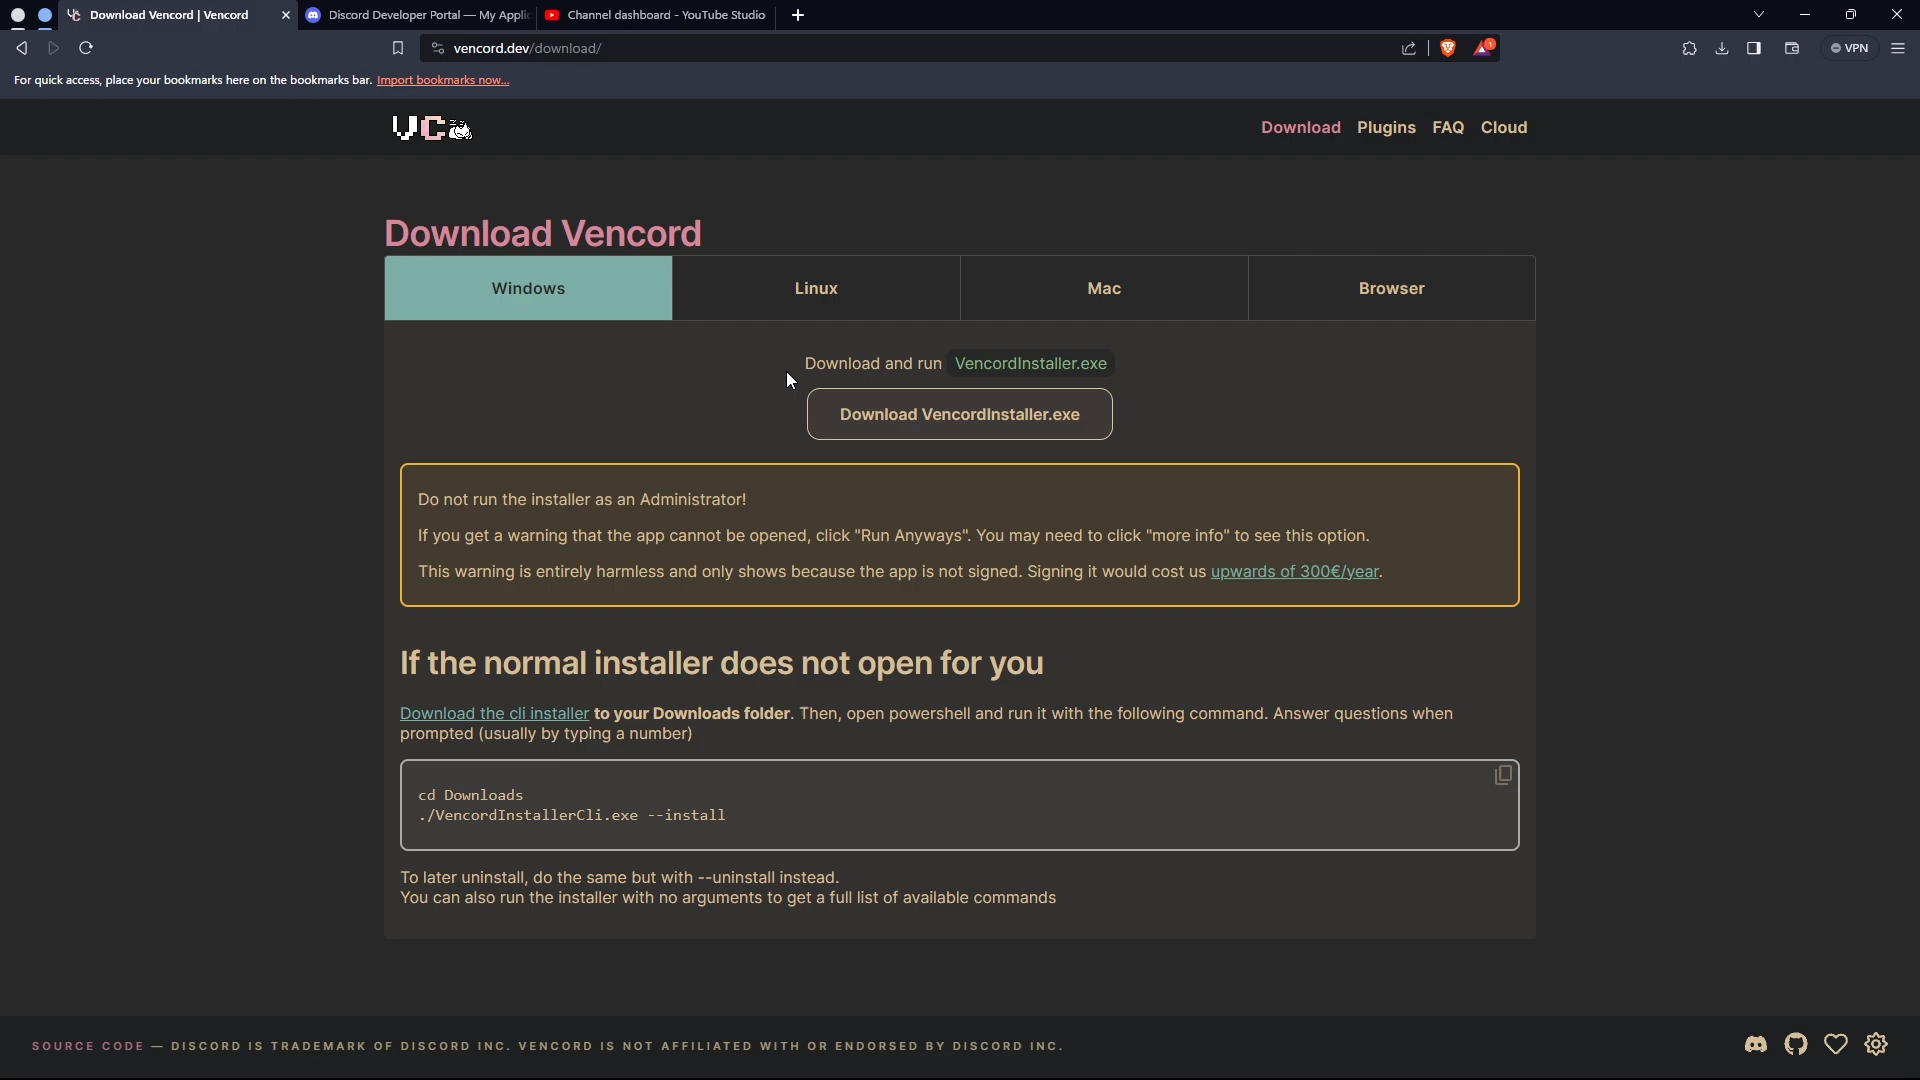 Download Vencord | Vencord
Discord Developer Portal — My Applic
Channel dashboard - YouTube Studio
vencord.dev/download/
1
VPN
For quick access, place your bookmarks here on the bookmarks bar. Import bookmarks now...
VC
Download Plugins FAQ Cloud
Download Vencord
Windows
Linux
Mac
Browser
Download and run VencordInstaller.exe
Download VencordInstaller.exe
Do not run the installer as an Administrator!
If you get a warning that the app cannot be opened, click "Run Anyways". You may need to click "more info" to see this option.
This warning is entirely harmless and only shows because the app is not signed. Signing it would cost us upwards of 300€/year.
If the normal installer does not open for you
Download the cli installer to your Downloads folder. Then, open powershell and run it with the following command. Answer questions when
prompted (usually by typing a number)
cd Downloads
./VencordInstallerCli.exe --install
To later uninstall, do the same but with --uninstall instead.
You can also run the installer with no arguments to get a full list of available commands
SOURCE CODE — DISCORD IS TRADEMARK OF DISCORD INC. VENCORD IS NOT AFFILIATED WITH OR ENDORSED BY DISCORD INC.